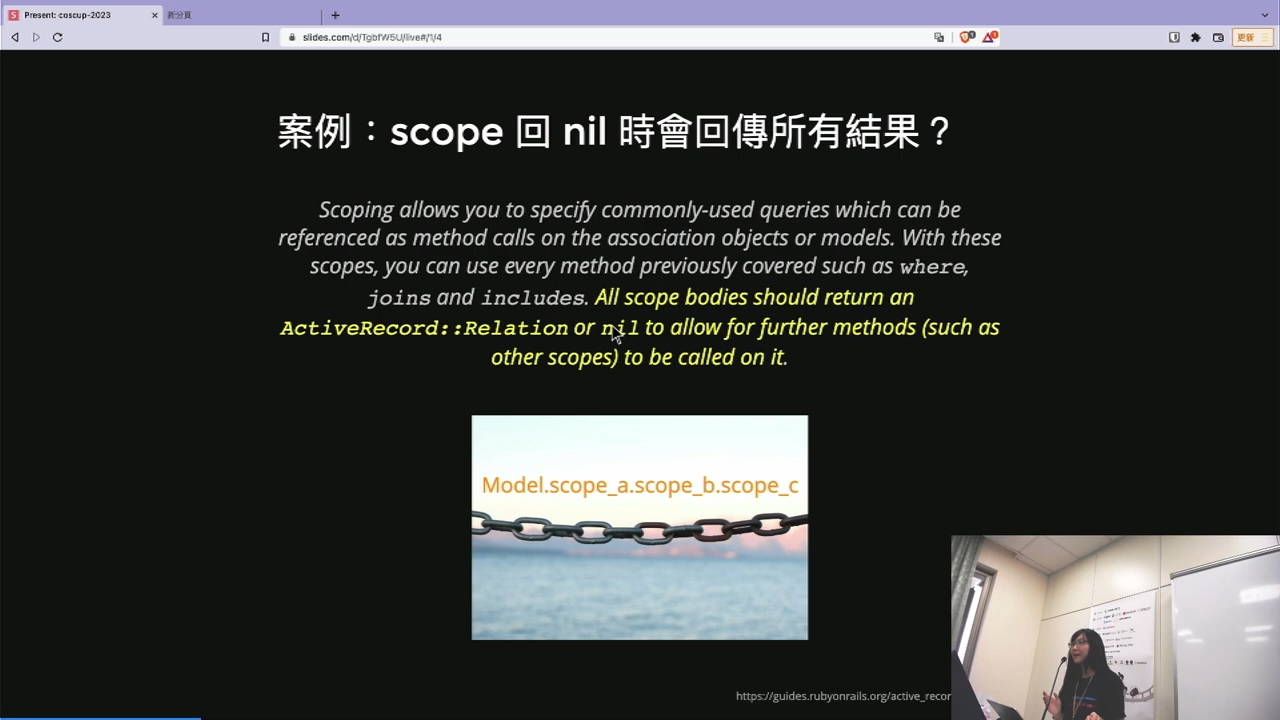 Present: coscup-2023
新分頁
slides.com/d/TgbfW5U/live#/1/4
更新
案例：scope 回 nil 時會回傳所有結果？
Scoping allows you to specify commonly-used queries which can be
referenced as method calls on the association objects or models. With these
scopes, you can use every method previously covered such as where,
joins and includes. All scope bodies should return an
ActiveRecord::Relation or nil to allow for further methods (such as
other scopes) to be called on it.
Model.scope_a.scope_b.scope_c
https://guides.rubyonrails.org/active_recor